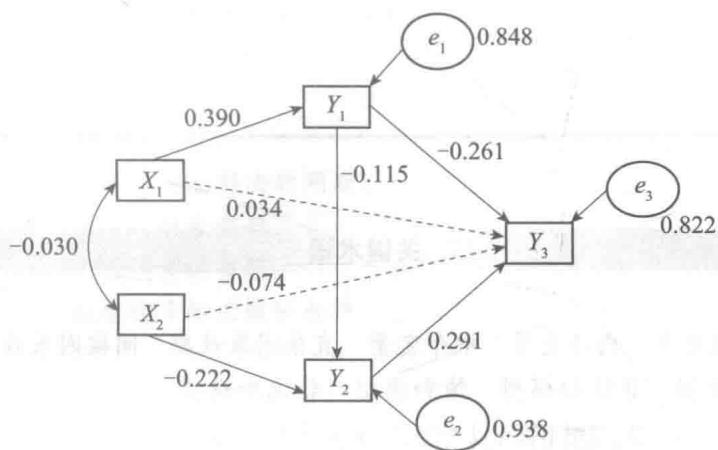 e₁ 0.848
0.390
Y₁
-0.115
-0.261
X₁
0.034
e₃
0.822
-0.030
Y₃
-0.074
X₂
0.291
-0.222
Y₂
e₂ 0.938